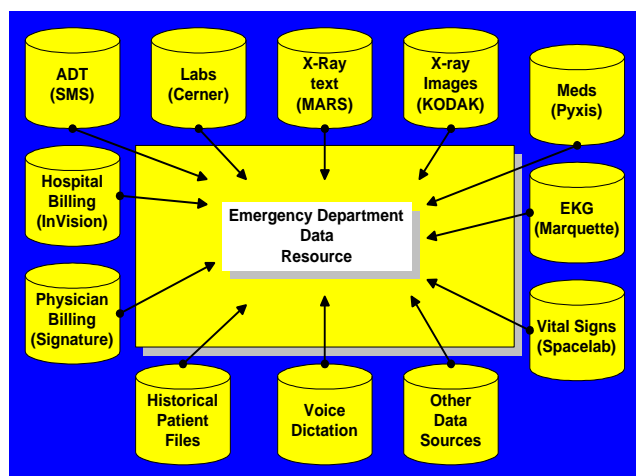 ADT
(SMS)
Labs
(Cerner)
X-Ray
text
(MARS)
X-ray
Images
(KODAK)
Meds
(Pyxis)
Hospital
Billing
(InVision)
Emergency Department
Data
Resource
EKG
(Marquette)
Physician
Billing
(Signature)
Vital Signs
(Spacelab)
Historical
Patient
Files
Voice
Dictation
Other
Data
Sources